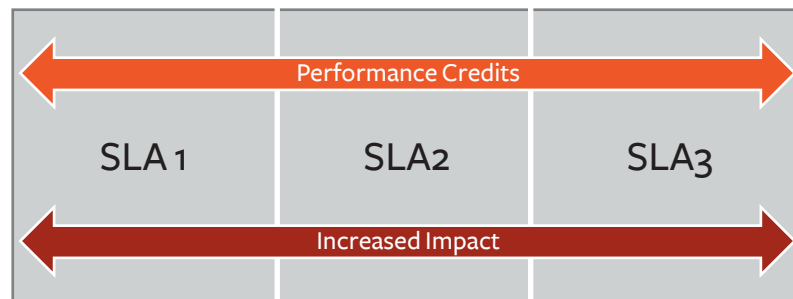 Performance Credits
SLA 1 SLA2 SLA3
Increased Impact